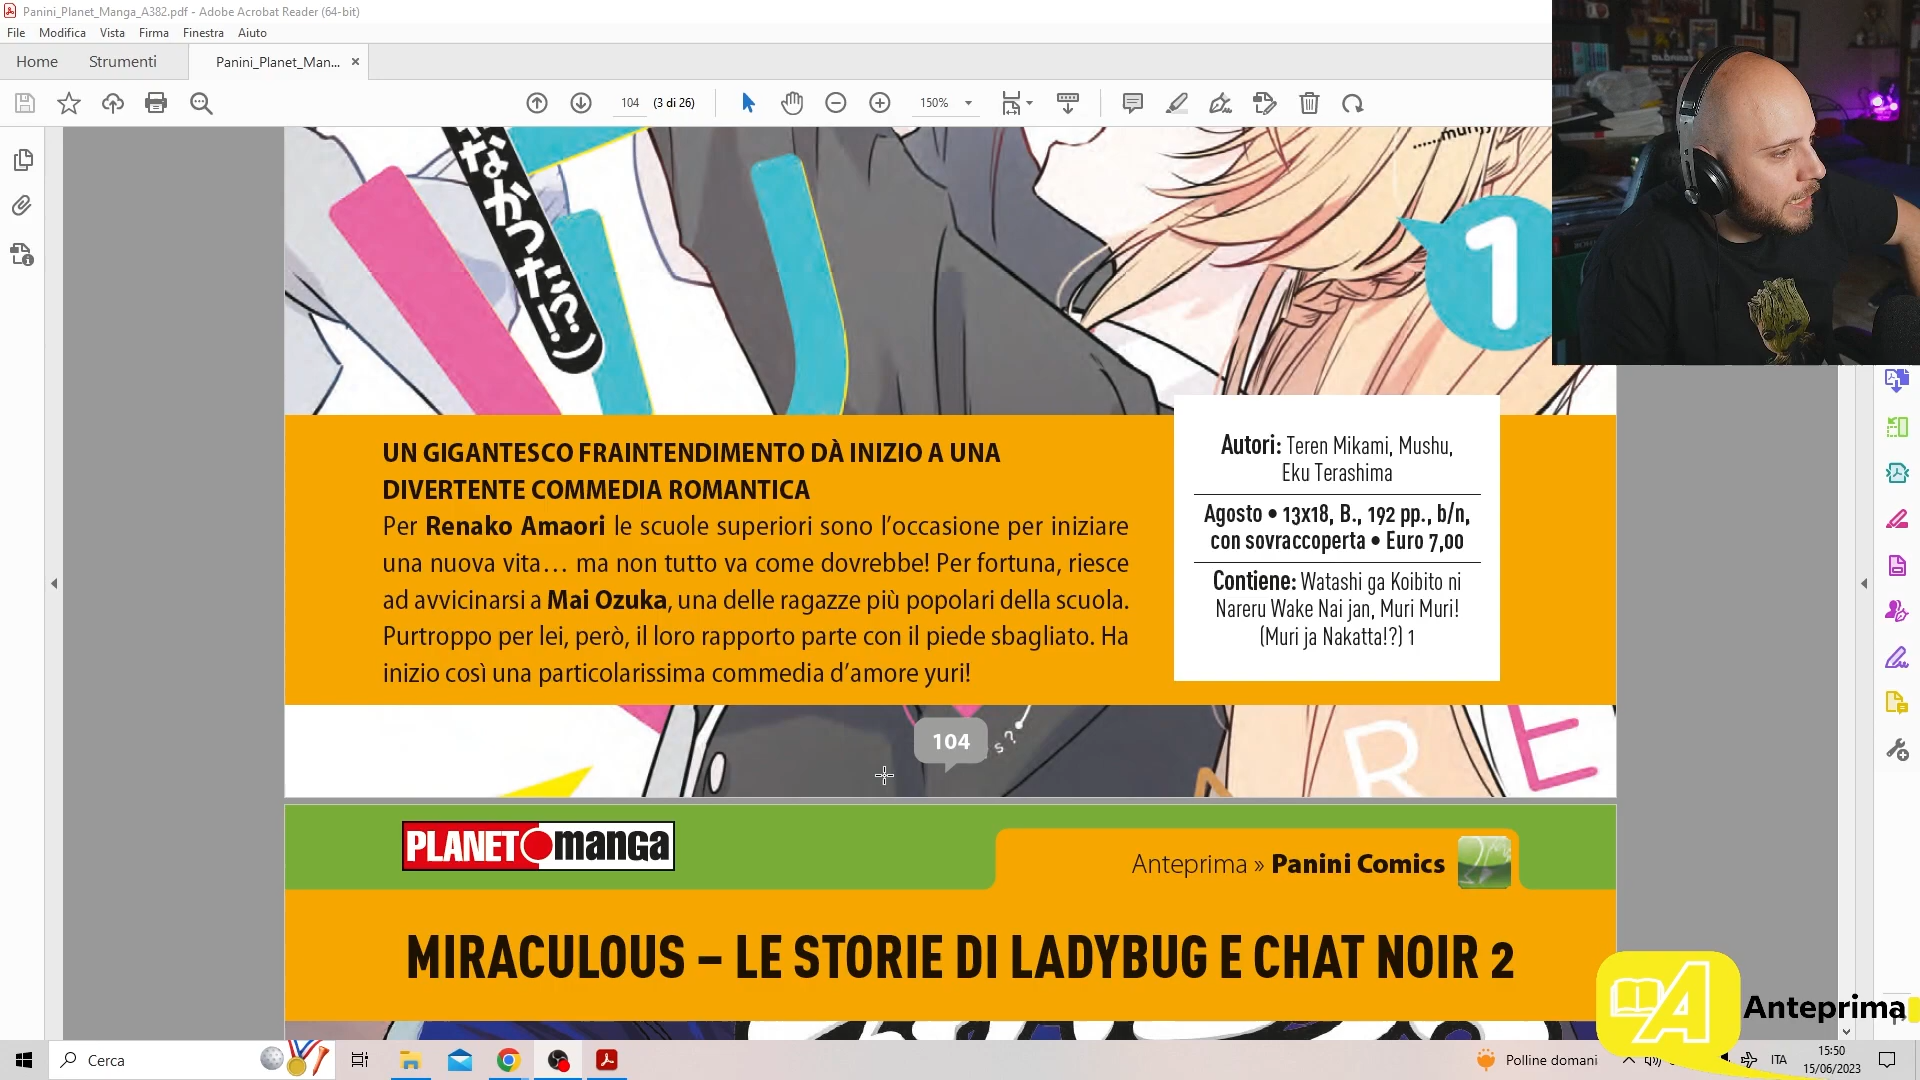 Panini_Planet_Manga_A382.pdf - Adobe Acrobat Reader (64-bit)
File Modifica Vista Firma Finestra Aiuto
Home Strumenti Panini_Planet_Man... ×
104 (3 di 26) 150%
なかった!?)
1
UN GIGANTESCO FRAINTENDIMENTO DÀ INIZIO A UNA
DIVERTENTE COMMEDIA ROMANTICA
Per Renako Amaori le scuole superiori sono l’occasione per iniziare
una nuova vita… ma non tutto va come dovrebbe! Per fortuna, riesce
ad avvicinarsi a Mai Ozuka, una delle ragazze più popolari della scuola.
Purtroppo per lei, però, il loro rapporto parte con il piede sbagliato. Ha
inizio così una particolarissima commedia d’amore yuri!
Autori: Teren Mikami, Mushu,
Eku Terashima
Agosto • 13x18, B., 192 pp., b/n,
con sovraccoperta • Euro 7,00
Contiene: Watashi ga Koibito ni
Nareru Wake Nai jan, Muri Muri!
(Muri ja Nakatta!?) 1
104
s?
R E
PLANET manga
Anteprima » Panini Comics
MIRACULOUS – LE STORIE DI LADYBUG E CHAT NOIR 2
A
Anteprima
Cerca
Polline domani
ITA
15:50
15/06/2023